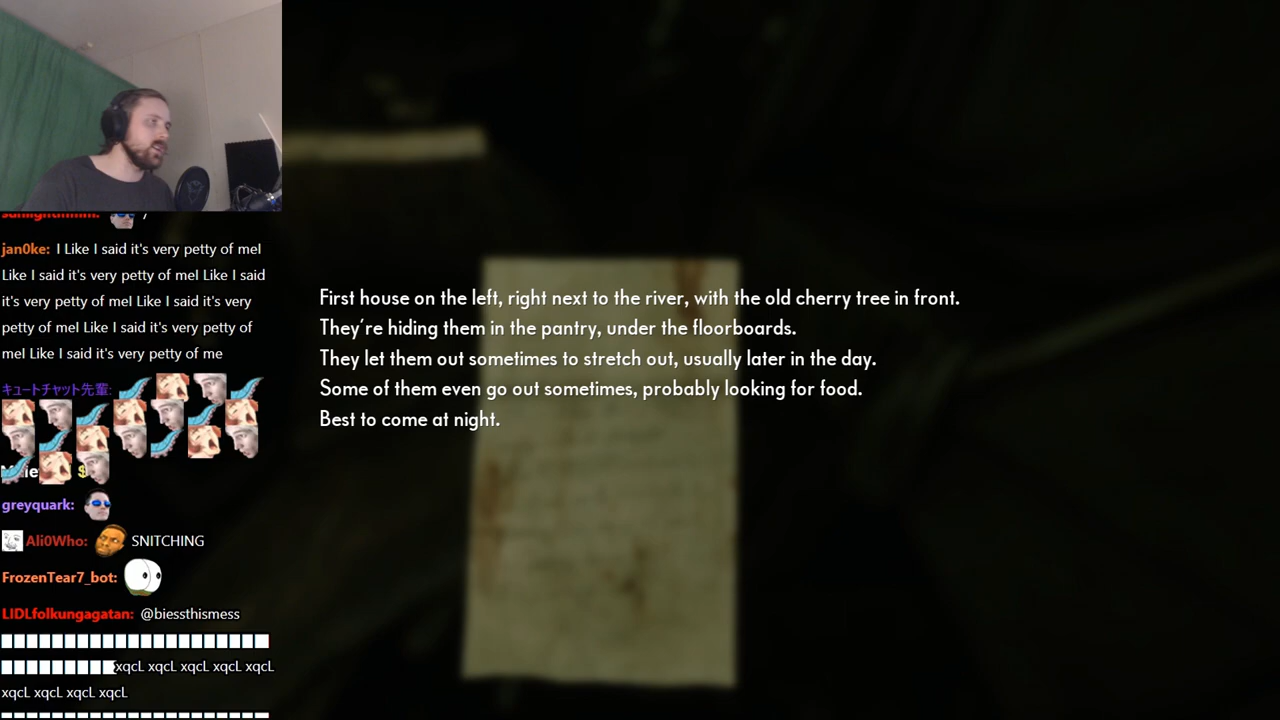 jan0ke: I Like I said it's very petty of meI
Like I said it's very petty of meI Like I said
it's very petty of meI Like I said it's very
petty of meI Like I said it's very petty of
meI Like I said it's very petty of me
キュートチャット先輩:
greyquark:
Ali0Who: SNITCHING
FrozenTear7_bot:
LIDLfolkungagatan: @biessthismess
xqcL xqcL xqcL xqcL
xqcL xqcL xqcL xqcL
First house on the left, right next to the river, with the old cherry tree in front.
They're hiding them in the pantry, under the floorboards.
They let them out sometimes to stretch out, usually later in the day.
Some of them even go out sometimes, probably looking for food.
Best to come at night.